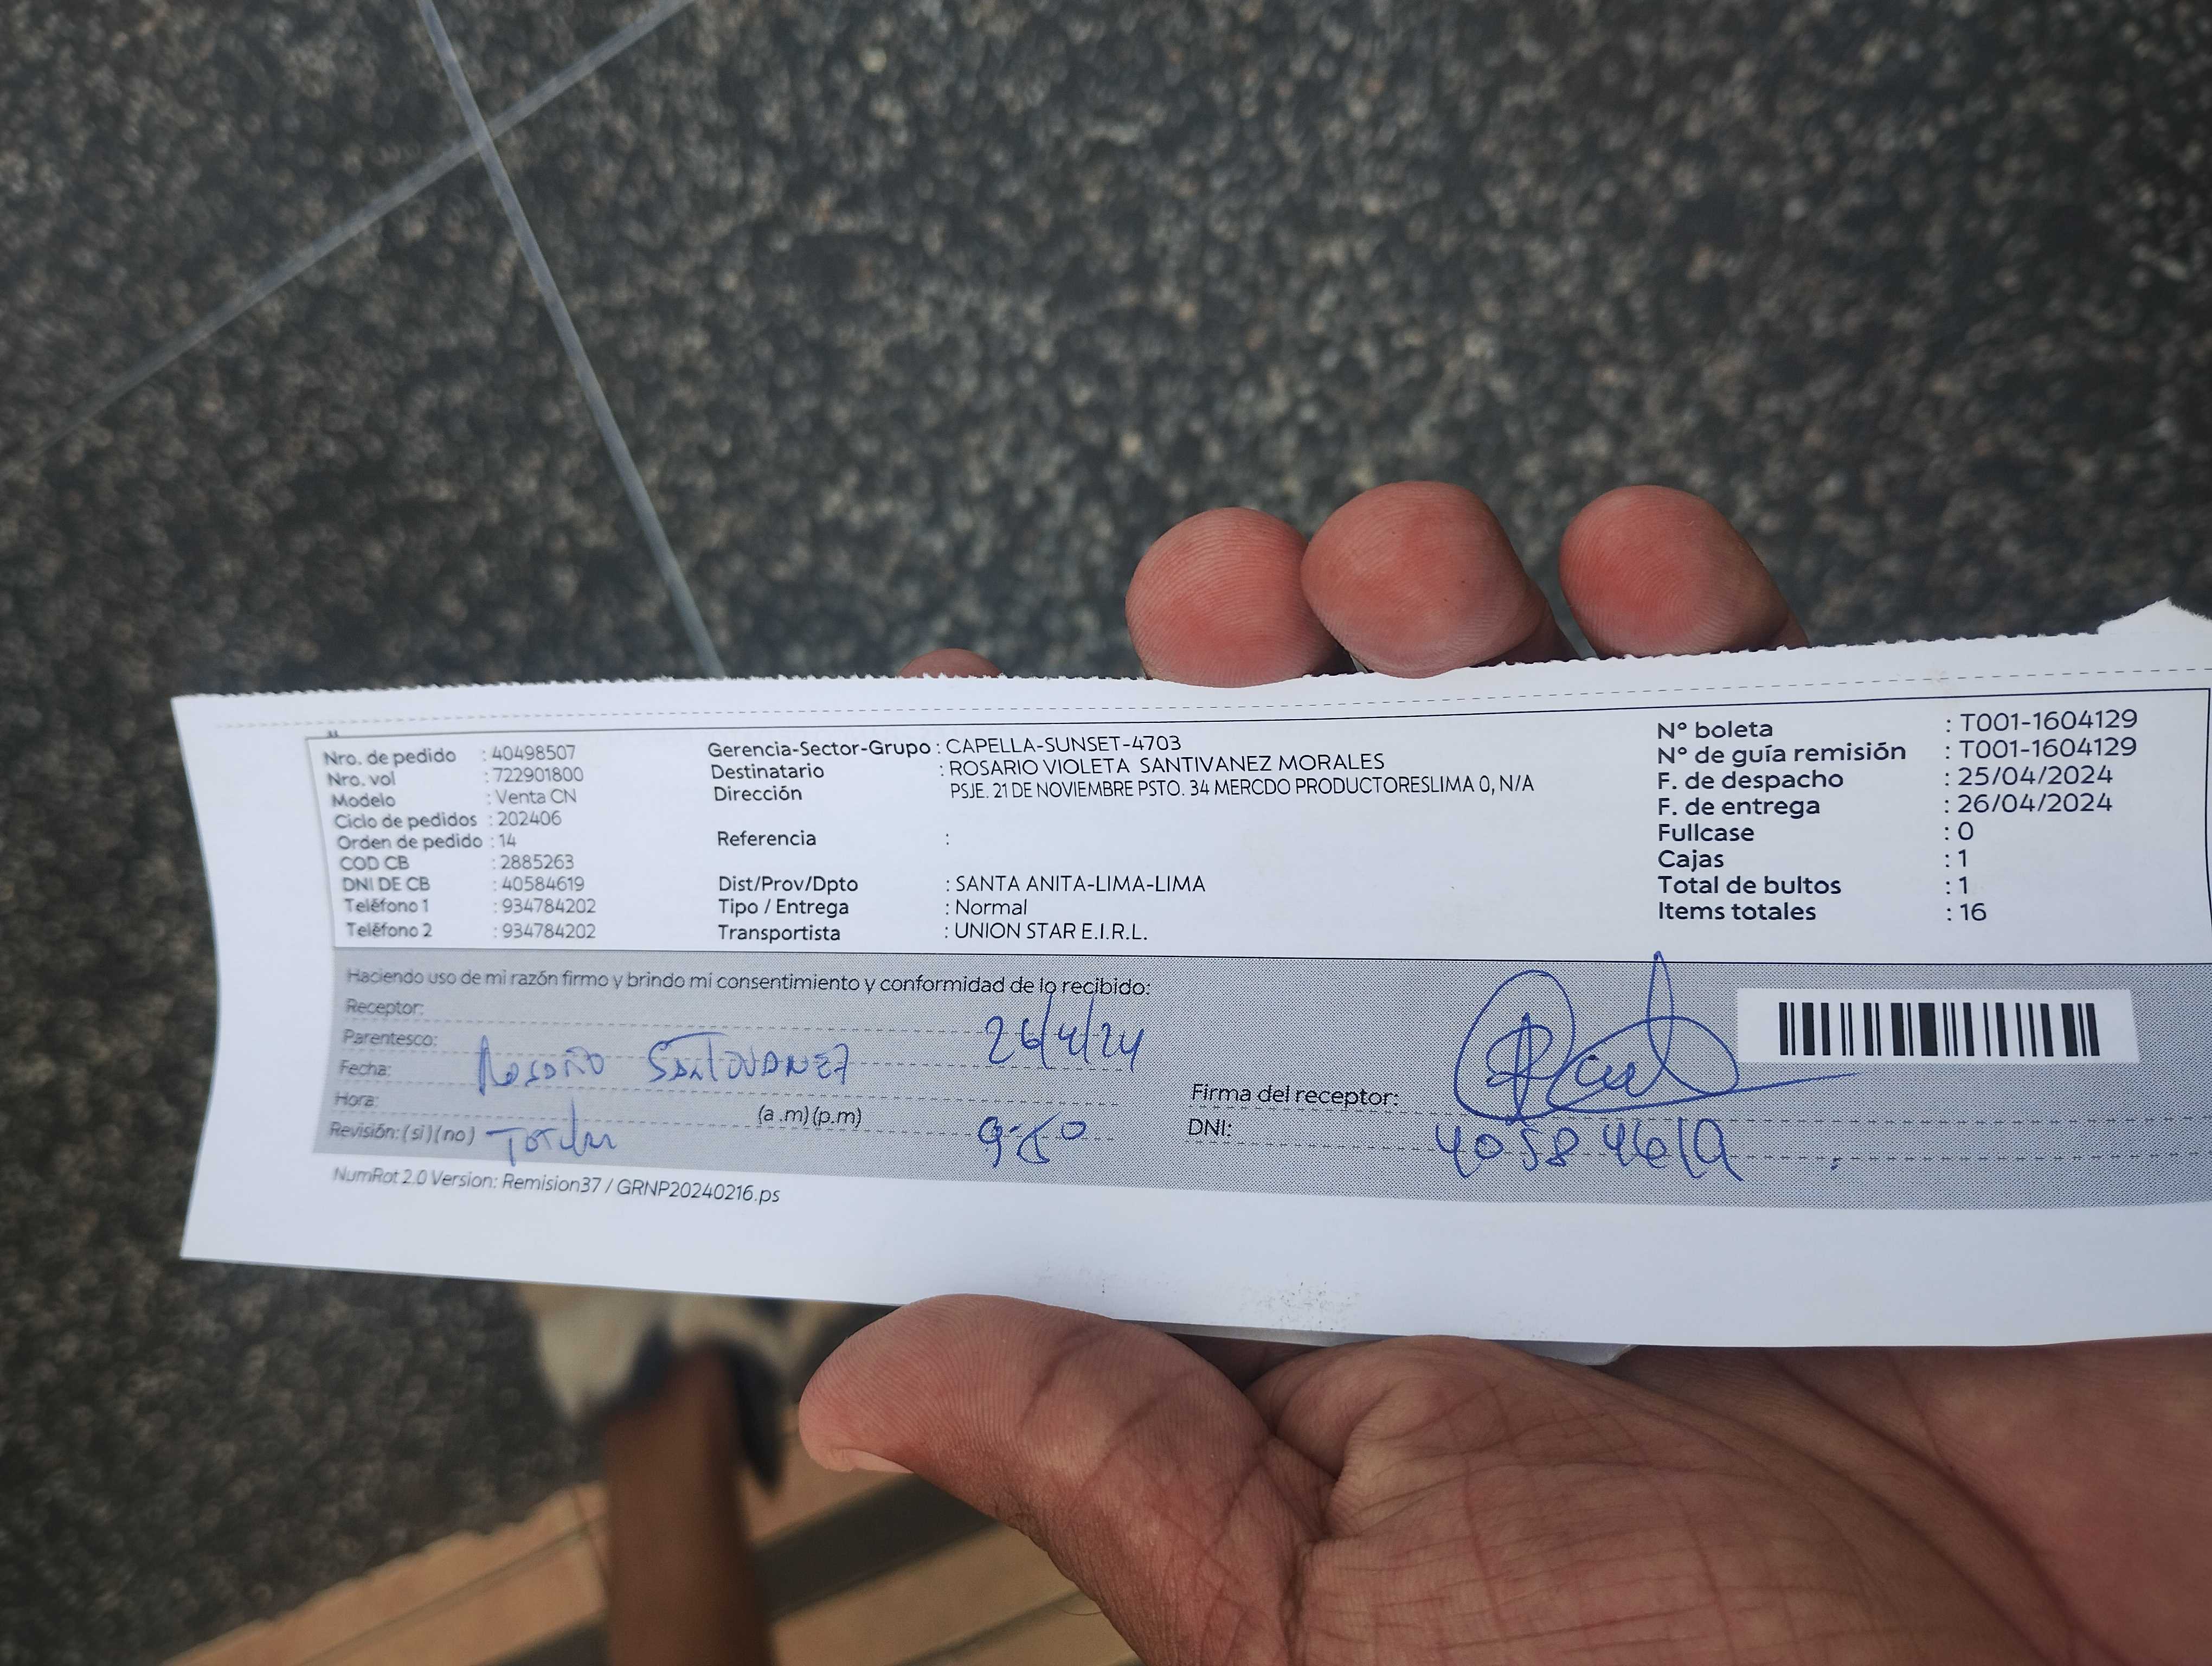 Nro. de pedido : 40498507
Nro. vol : 722901800
Modelo : Venta CN
Ciclo de pedidos : 202406
Orden de pedido : 14
COD CB : 2885263
DNI DE CB : 40584619
Teléfono 1 : 934784202
Teléfono 2 : 934784202
Gerencia-Sector-Grupo : CAPELLA-SUNSET-4703
Destinatario : ROSARIO VIOLETA SANTIVANEZ MORALES
Dirección PSJE. 21 DE NOVIEMBRE PSTO. 34 MERCDO PRODUCTORESLIMA 0, N/A
Referencia :
Dist/Prov/Dpto : SANTA ANITA-LIMA-LIMA
Tipo / Entrega : Normal
Transportista : UNION STAR E.I.R.L.
N° boleta : T001-1604129
N° de guía remisión : T001-1604129
F. de despacho : 25/04/2024
F. de entrega : 26/04/2024
Fullcase : 0
Cajas : 1
Total de bultos : 1
Items totales : 16
Haciendo uso de mi razón firmo y brindo mi consentimiento y conformidad de lo recibido:
Receptor:
Parentesco: 26/4/24
Fecha: SANTIVANEZ
Hora: (a .m)(p.m)
Revisión: (si)(no)
Firma del receptor:
DNI: 40584619
NumRot 2.0 Version: Remision37 / GRNP20240216.ps